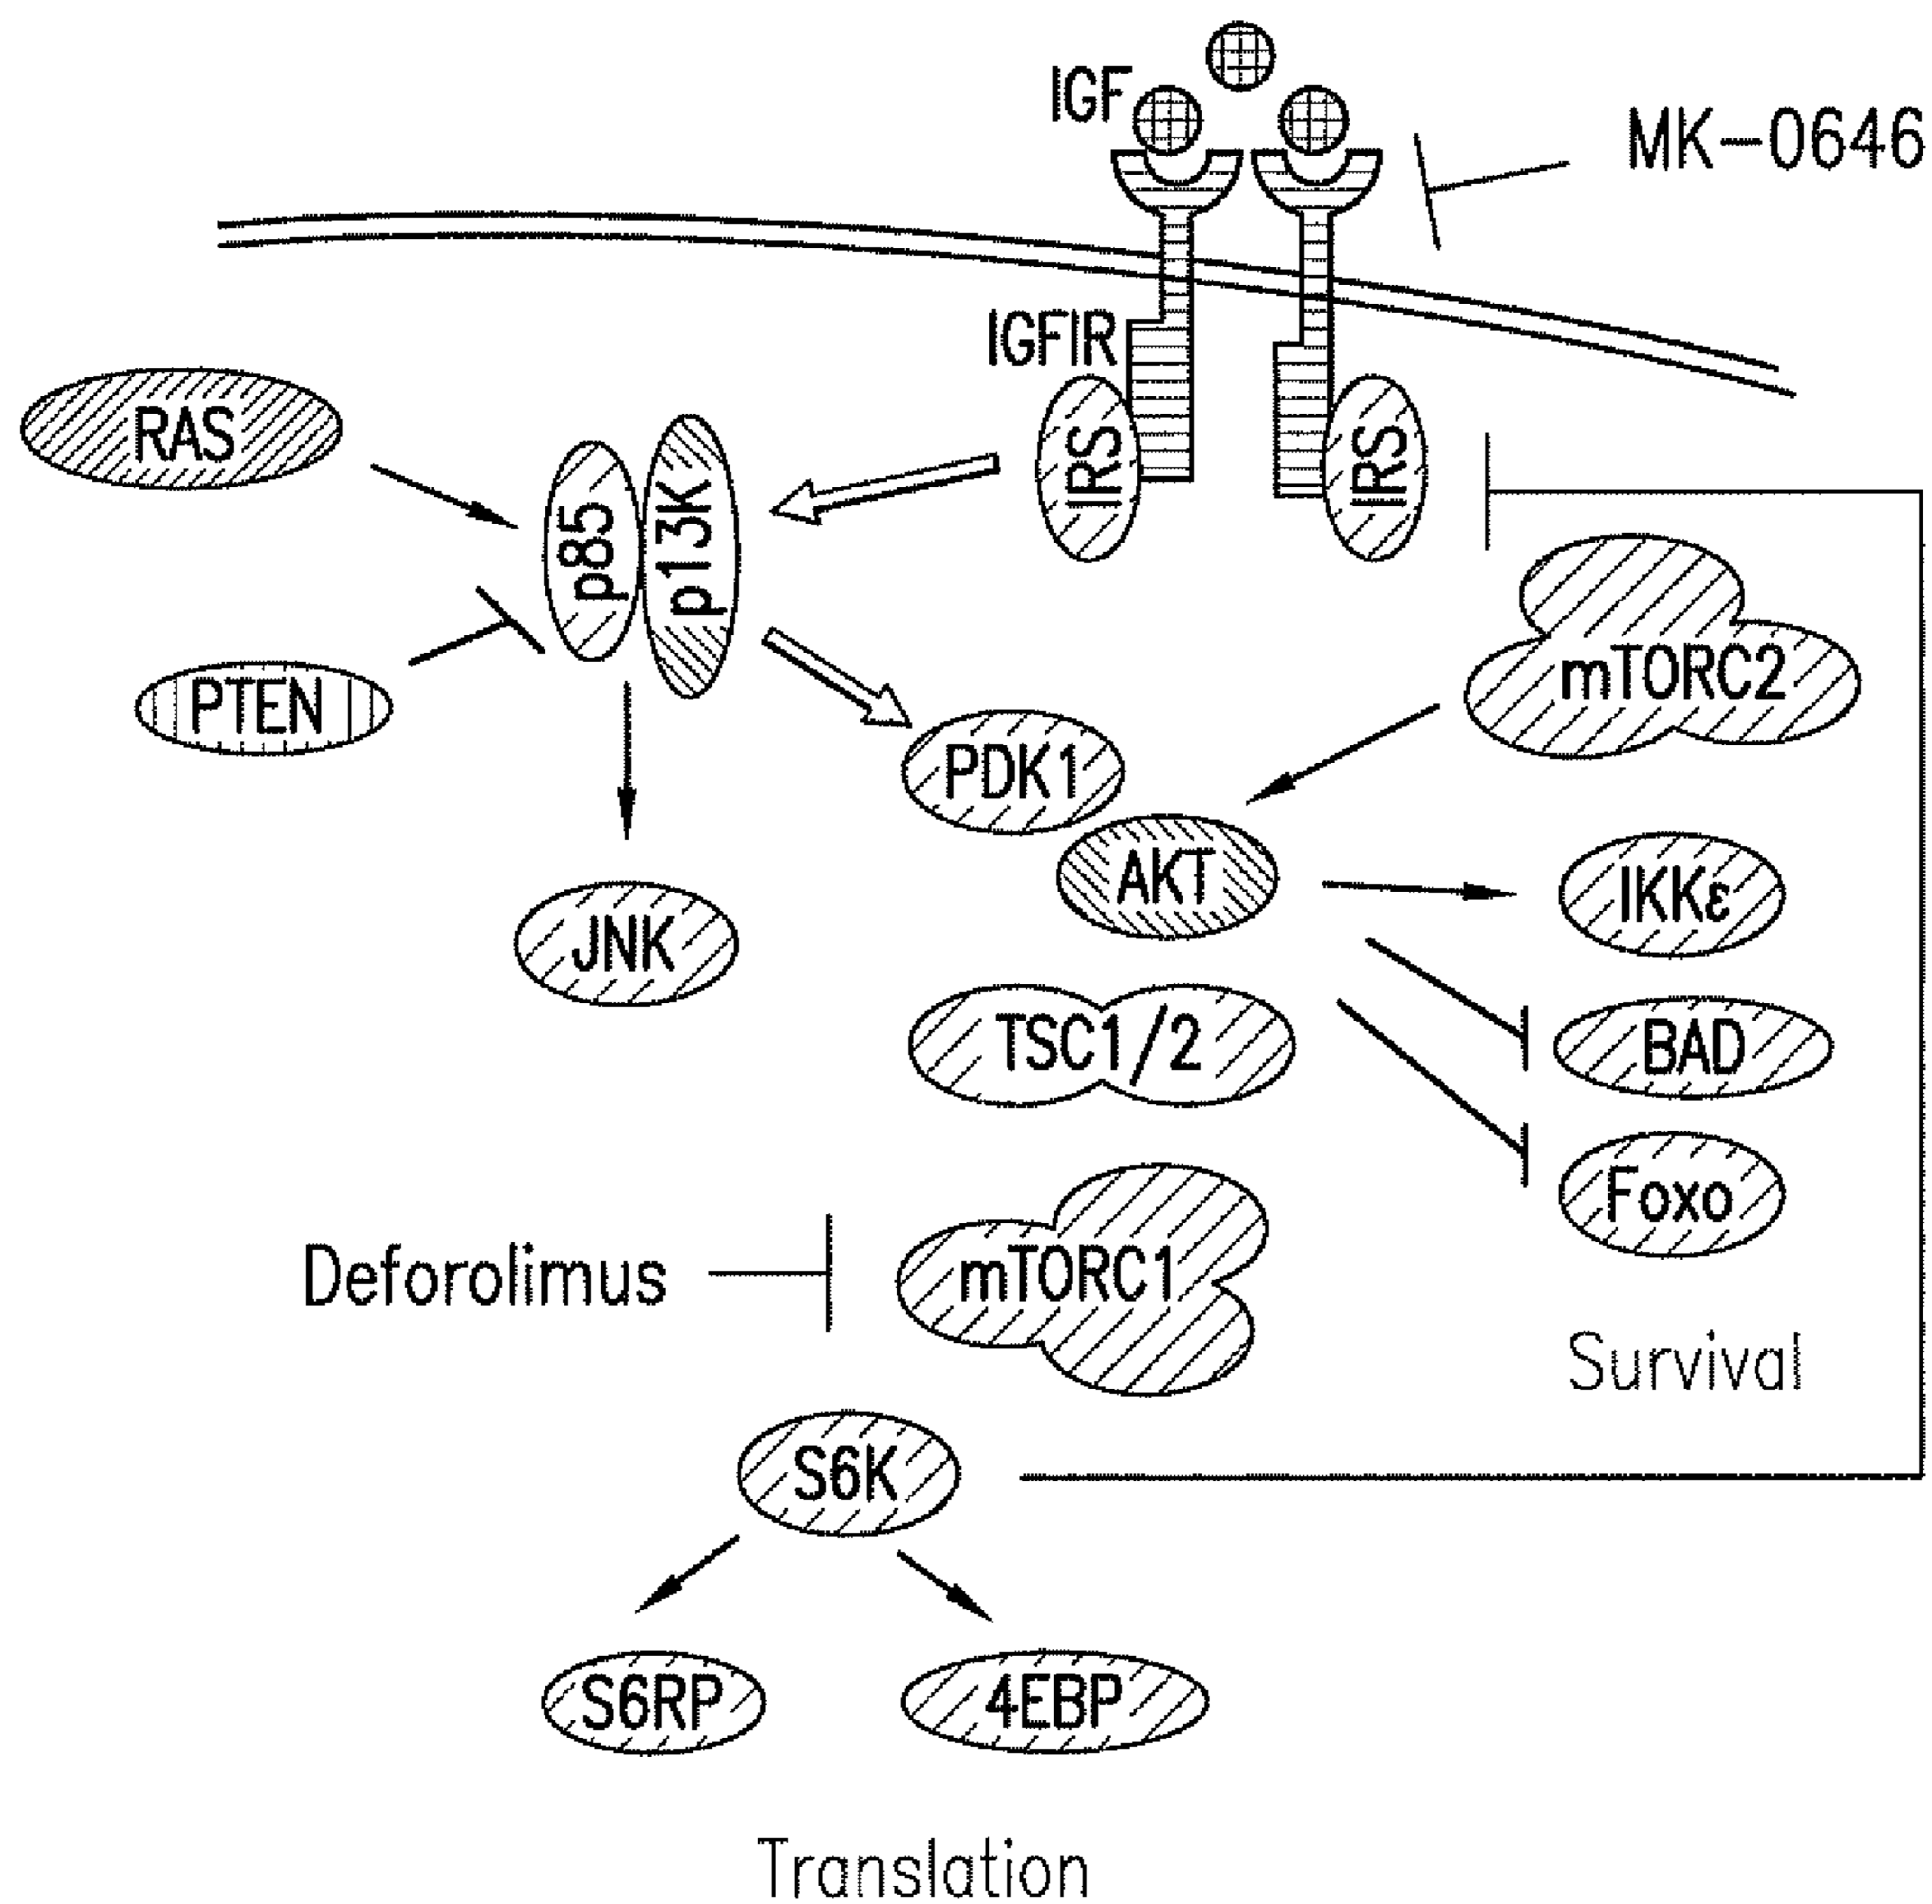 IGF
MK-0646
IGFIR
RAS
IRS
IRS
p85
p13K
mTORC2
PTEN
PDK1
AKT
IKKε
JNK
TSC1/2
BAD
Foxo
Deforolimus
mTORC1
Survival
S6K
S6RP
4EBP
Translation